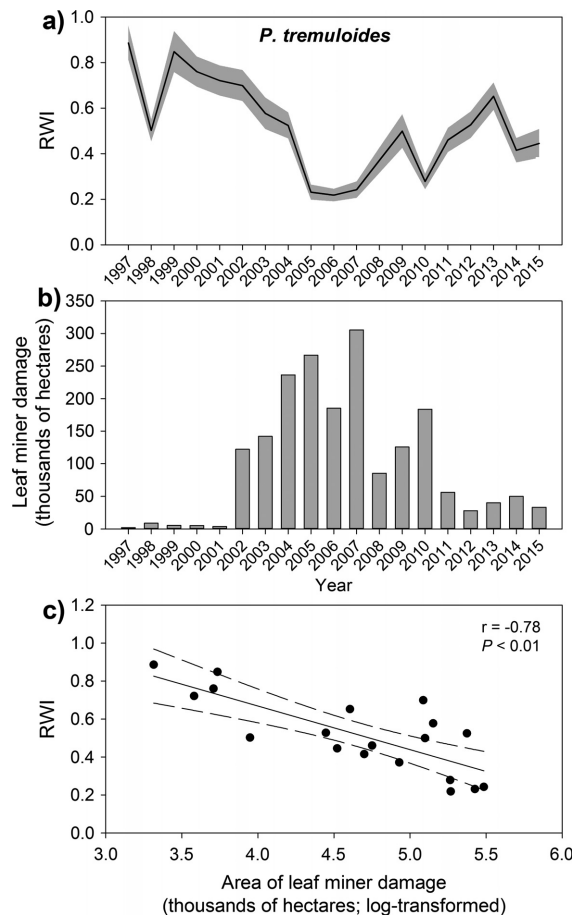 a)
P. tremuloides
RWI
1.0
0.8
0.6
0.4
0.2
0.0
1997 1998 1999 2000 2001 2002 2003 2004 2005 2006 2007 2008 2009 2010 2011 2012 2013 2014 2015
b)
Leaf miner damage
(thousands of hectares)
350
300
250
200
150
100
50
0
1997 1998 1999 2000 2001 2002 2003 2004 2005 2006 2007 2008 2009 2010 2011 2012 2013 2014 2015
Year
c)
r = -0.78
P < 0.01
RWI
1.2
1.0
0.8
0.6
0.4
0.2
0.0
3.0 3.5 4.0 4.5 5.0 5.5 6.0
Area of leaf miner damage
(thousands of hectares; log-transformed)